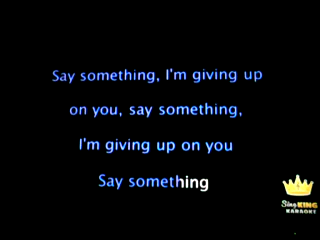 Say something, I'm giving up
on you, say something,
I'm giving up on you
Say something
Sing KING
KARAOKE